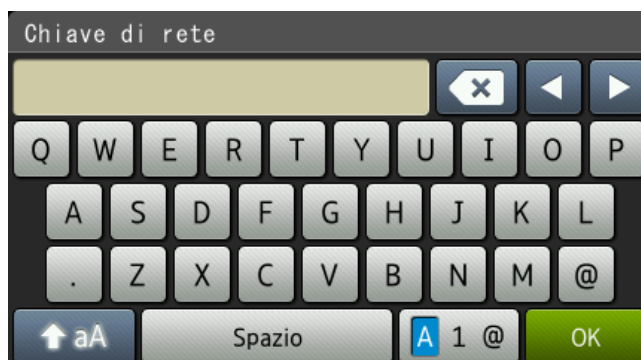 Chiave di rete
Q W E R T Y U I O P
A S D F G H J K L
. Z X C V B N M @
aA Spazio A 1 @ OK